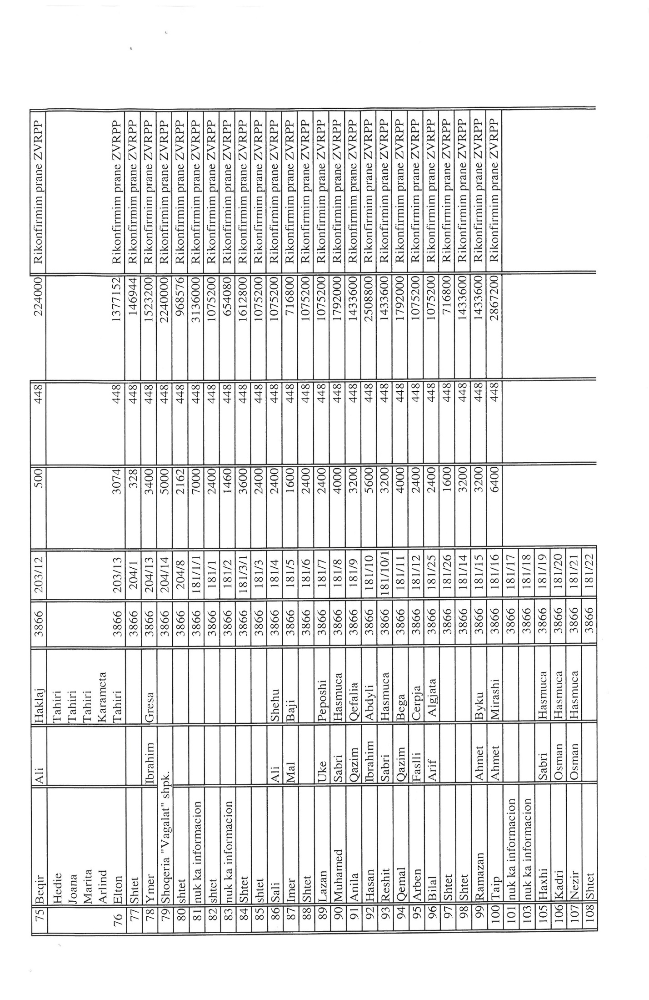 75 Beqir Ali Haklaj 3866 203/12 500 448 224000 Rikonfirmim prane ZVRPP
Hedie Tahiri
Joana Tahiri
Marita Tahiri
Arlind Karameta
76 Elton Tahiri 3866 203/13 3074 448 1377152 Rikonfirmim prane ZVRPP
77 Shtet 3866 204/1 328 448 146944 Rikonfirmim prane ZVRPP
78 Ymer Ibrahim Gresa 3866 204/13 3400 448 1523200 Rikonfirmim prane ZVRPP
79 Shoqeria "Vagalat" shpk. 3866 204/14 5000 448 2240000 Rikonfirmim prane ZVRPP
80 shtet 3866 204/8 2162 448 968576 Rikonfirmim prane ZVRPP
81 nuk ka informacion 3866 181/1/1 7000 448 3136000 Rikonfirmim prane ZVRPP
82 shtet 3866 181/1 2400 448 1075200 Rikonfirmim prane ZVRPP
83 nuk ka informacion 3866 181/2 1460 448 654080 Rikonfirmim prane ZVRPP
84 Shtet 3866 181/3/1 3600 448 1612800 Rikonfirmim prane ZVRPP
85 shtet 3866 181/3 2400 448 1075200 Rikonfirmim prane ZVRPP
86 Sali Ali Shehu 3866 181/4 2400 448 1075200 Rikonfirmim prane ZVRPP
87 Imer Mal Baji 3866 181/5 1600 448 716800 Rikonfirmim prane ZVRPP
88 Shtet 3866 181/6 2400 448 1075200 Rikonfirmim prane ZVRPP
89 Lazan Uke Peposhi 3866 181/7 2400 448 1075200 Rikonfirmim prane ZVRPP
90 Muhamed Sabri Hasmuca 3866 181/8 4000 448 1792000 Rikonfirmim prane ZVRPP
91 Anila Qazim Qefalia 3866 181/9 3200 448 1433600 Rikonfirmim prane ZVRPP
92 Hasan Ibrahim Abdyli 3866 181/10 5600 448 2508800 Rikonfirmim prane ZVRPP
93 Reshit Sabri Hasmuca 3866 181/10/1 3200 448 1433600 Rikonfirmim prane ZVRPP
94 Qemal Qazim Bega 3866 181/11 4000 448 1792000 Rikonfirmim prane ZVRPP
95 Arben Faslli Cerpja 3866 181/12 2400 448 1075200 Rikonfirmim prane ZVRPP
96 Bilal Arif Algjata 3866 181/25 2400 448 1075200 Rikonfirmim prane ZVRPP
97 Shtet 3866 181/26 1600 448 716800 Rikonfirmim prane ZVRPP
98 Shtet 3866 181/14 3200 448 1433600 Rikonfirmim prane ZVRPP
99 Ramazan Ahmet Byku 3866 181/15 3200 448 1433600 Rikonfirmim prane ZVRPP
100 Taip Ahmet Mirashi 3866 181/16 6400 448 2867200 Rikonfirmim prane ZVRPP
101 nuk ka informacion 3866 181/17
103 nuk ka informacion 3866 181/18
105 Haxhi Sabri Hasmuca 3866 181/19
106 Kadri Osman Hasmuca 3866 181/20
107 Nezir Osman Hasmuca 3866 181/21
108 Shtet 3866 181/22